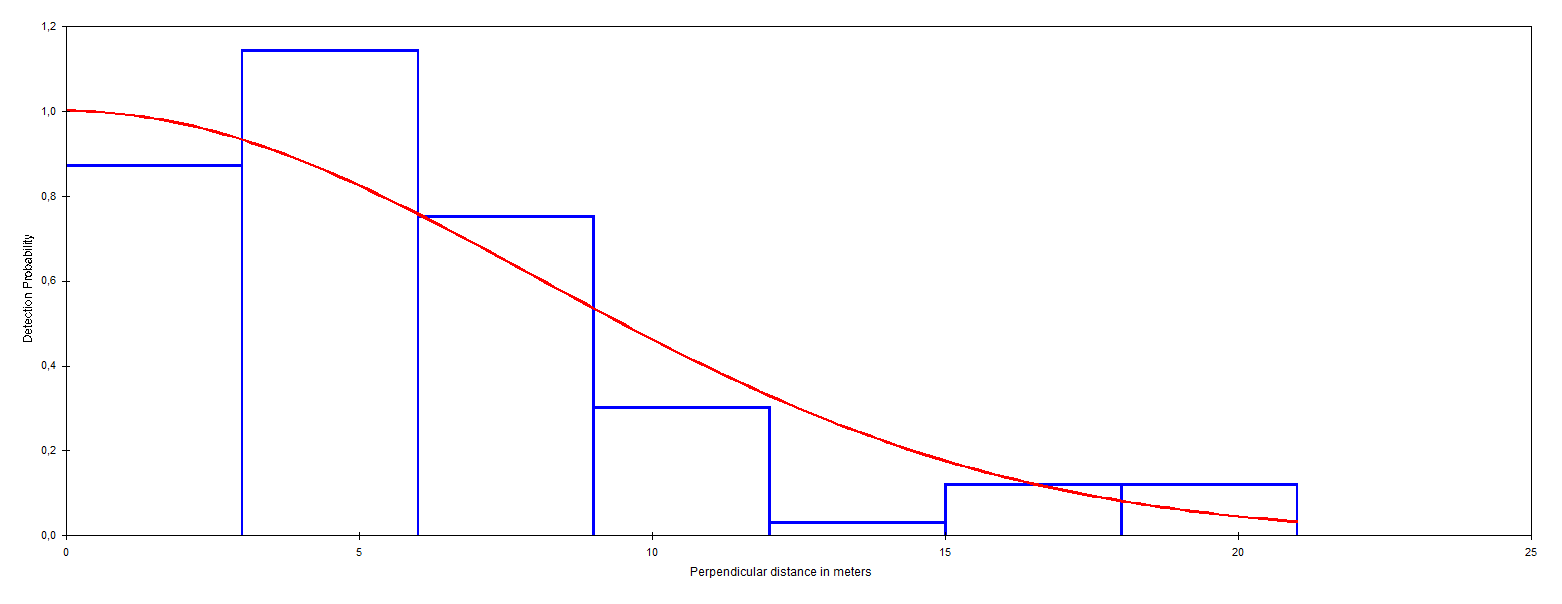 1,2
1,0
0,8
0,6
0,4
0,2
0,0
Detection Probability
0 5 10 15 20 25
Perpendicular distance in meters